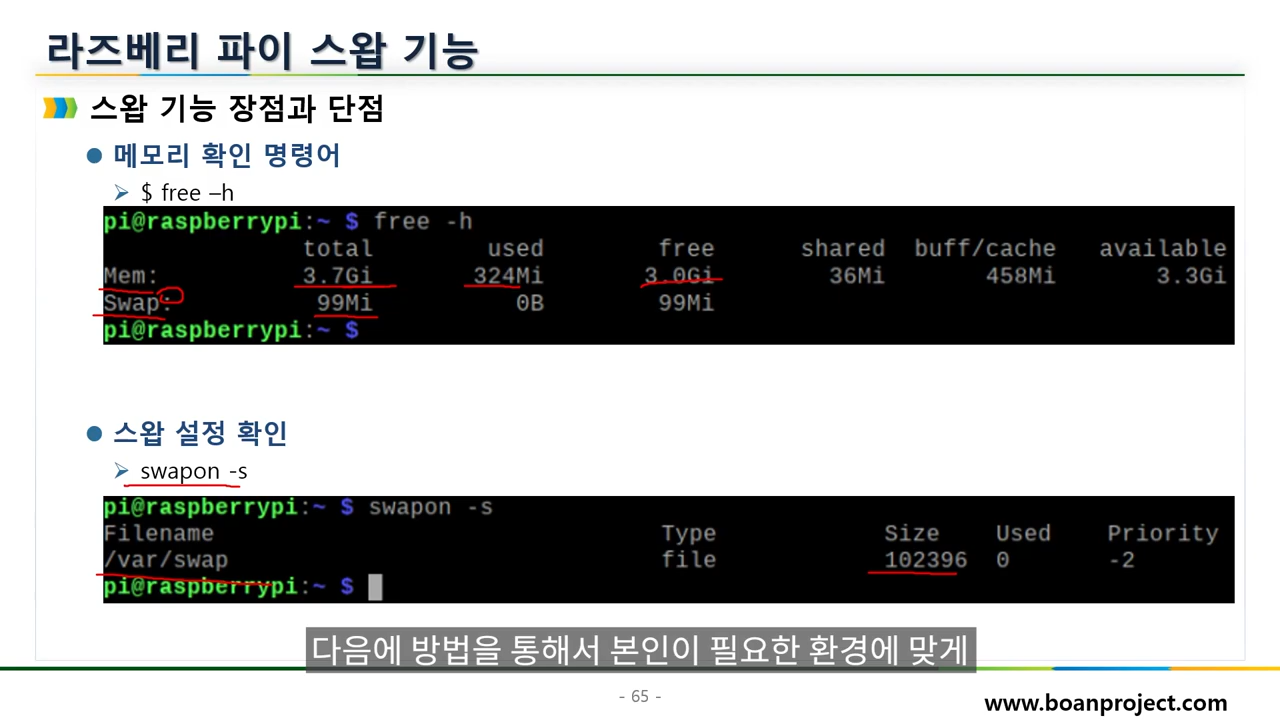 라즈베리 파이 스왑 기능
스왑 기능 장점과 단점
메모리 확인 명령어
$ free –h
pi@raspberrypi:~ $ free -h
total used free shared buff/cache available
Mem: 3.7Gi 324Mi 3.0Gi 36Mi 458Mi 3.3Gi
Swap: 99Mi 0B 99Mi
pi@raspberrypi:~ $
스왑 설정 확인
swapon -s
pi@raspberrypi:~ $ swapon -s
Filename Type Size Used Priority
/var/swap file 102396 0 -2
pi@raspberrypi:~ $
다음에 방법을 통해서 본인이 필요한 환경에 맞게
- 65 -
www.boanproject.com